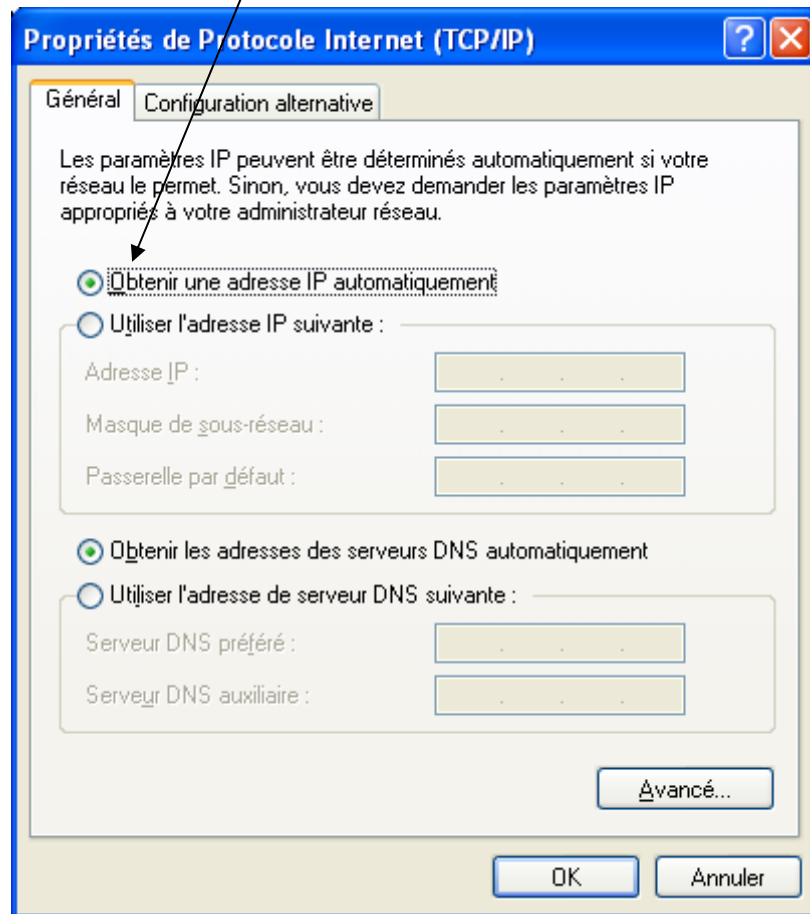 Propriétés de Protocole Internet (TCP/IP)
Général Configuration alternative
Les paramètres IP peuvent être déterminés automatiquement si votre
réseau le permet. Sinon, vous devez demander les paramètres IP
appropriés à votre administrateur réseau.
Obtenir une adresse IP automatiquement
Utiliser l'adresse IP suivante :
Adresse IP :
Masque de sous-réseau :
Passerelle par défaut :
Obtenir les adresses des serveurs DNS automatiquement
Utiliser l'adresse de serveur DNS suivante :
Serveur DNS préféré :
Serveur DNS auxiliaire :
Avancé...
OK Annuler